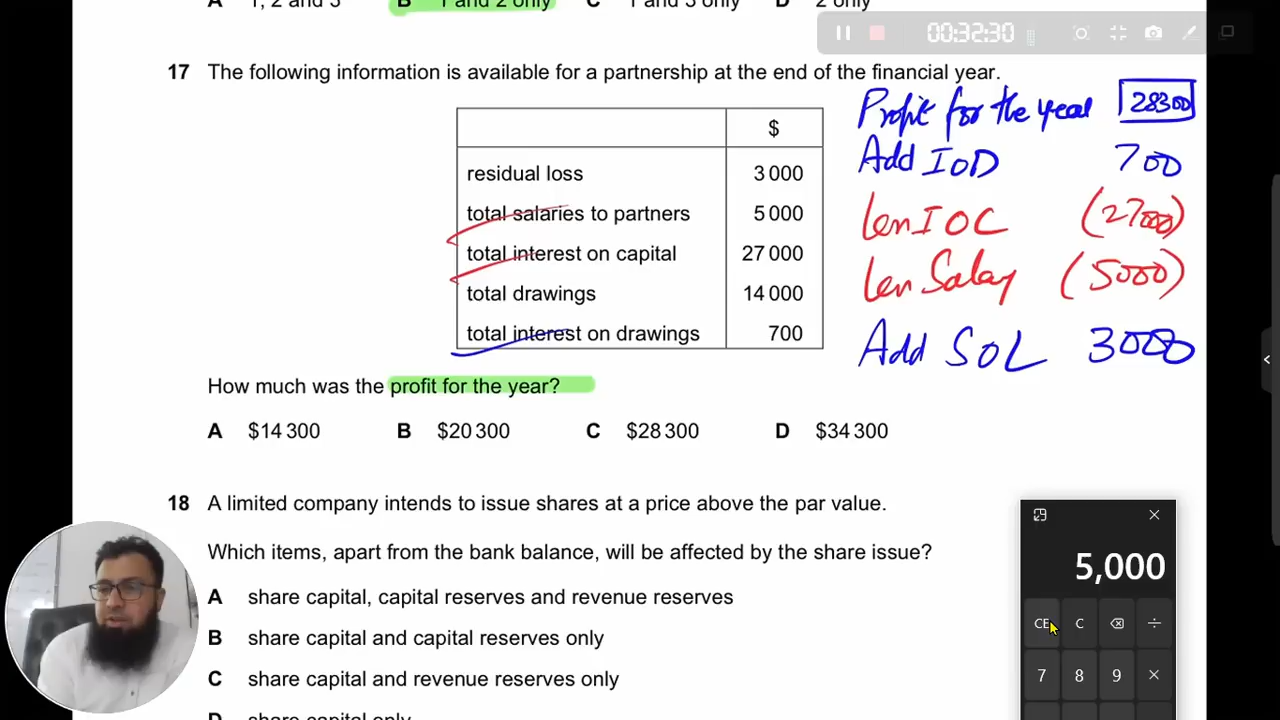 A 1, 2 and 3 B 1 and 2 only C 1 and 3 only D 2 only
00:32:30
17 The following information is available for a partnership at the end of the financial year.
$
residual loss 3 000
total salaries to partners 5 000
total interest on capital 27 000
total drawings 14 000
total interest on drawings 700
Profit for the year 28300
Add IOD 700
Len IOC (27000)
Len Salary (5000)
Add SOL 3000
How much was the profit for the year?
A $14 300 B $20 300 C $28 300 D $34 300
18 A limited company intends to issue shares at a price above the par value.
Which items, apart from the bank balance, will be affected by the share issue?
A share capital, capital reserves and revenue reserves
B share capital and capital reserves only
C share capital and revenue reserves only
D share capital only
5,000
CE C ÷
7 8 9 ×